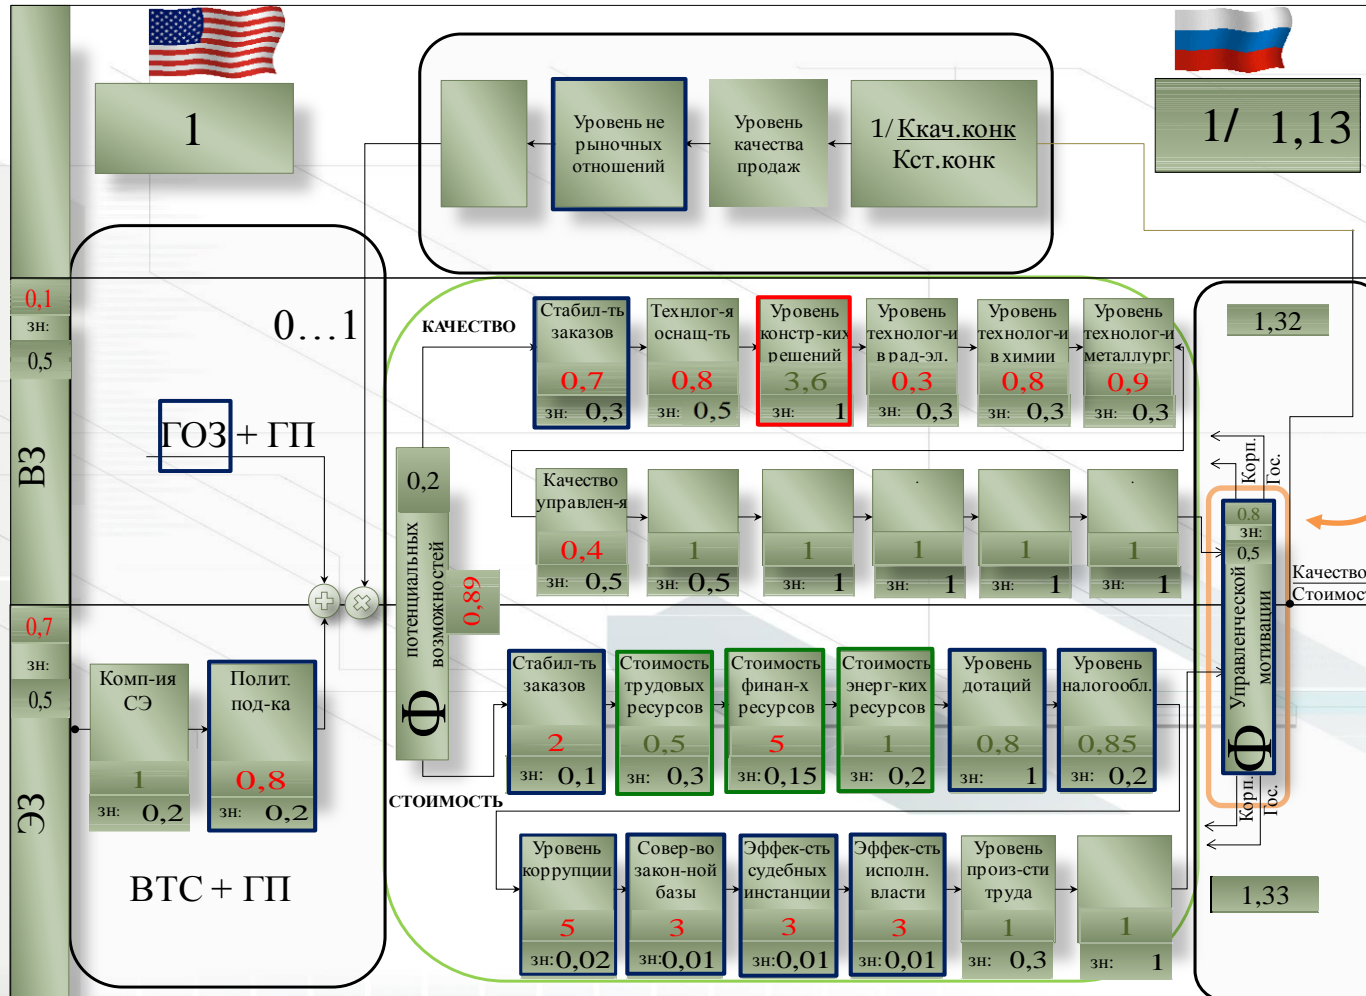 1
Уровень не
рыночных
отношений
Уровень
качества
продаж
1/ Ккач.конк
Кст.конк
1/ 1,13
0,1
зн:
0,5
ВЗ
0…1
ГОЗ + ГП
КАЧЕСТВО
Стабил-ть
заказов
0,7
зн: 0,3
Технлог-я
оснащ-ть
0,8
зн: 0,5
Уровень
констр-ких
решений
3,6
зн: 1
Уровень
технолог-и
в рад-эл.
0,3
зн: 0,3
Уровень
технолог-и
в химии
0,8
зн: 0,3
Уровень
технолог-и
металлург.
0,9
зн: 0,3
1,32
0,2
потенциальных
возможностей
Ф
0,89
Качество
управлен-я
0,4
зн: 0,5
1
зн: 0,5
1
зн: 1
.
1
зн: 1
1
зн: 1
.
1
зн: 1
Корп.
Гос.
0.8
зн:
0,5
Управленческой
мотивации
Ф
Качество
Стоимост
Корп.
Гос.
0,7
зн:
0,5
ЭЗ
Комп-ия
СЭ
1
зн: 0,2
Полит.
под-ка
0,8
зн: 0,2
ВТС + ГП
СТОИМОСТЬ
Стабил-ть
заказов
2
зн: 0,1
Стоимость
трудовых
ресурсов
0,5
зн: 0,3
Стоимость
финан-х
ресурсов
5
зн: 0,15
Стоимость
энерг-ких
ресурсов
1
зн: 0,2
Уровень
дотаций
0,8
зн: 1
Уровень
налогообл.
0,85
зн: 0,2
Уровень
коррупции
5
зн: 0,02
Совер-во
закон-ной
базы
3
зн: 0,01
Эффек-сть
судебных
инстанции
3
зн: 0,01
Эффек-сть
исполн.
власти
3
зн: 0,01
Уровень
произ-сти
труда
1
зн: 0,3
1
зн: 1
1,33